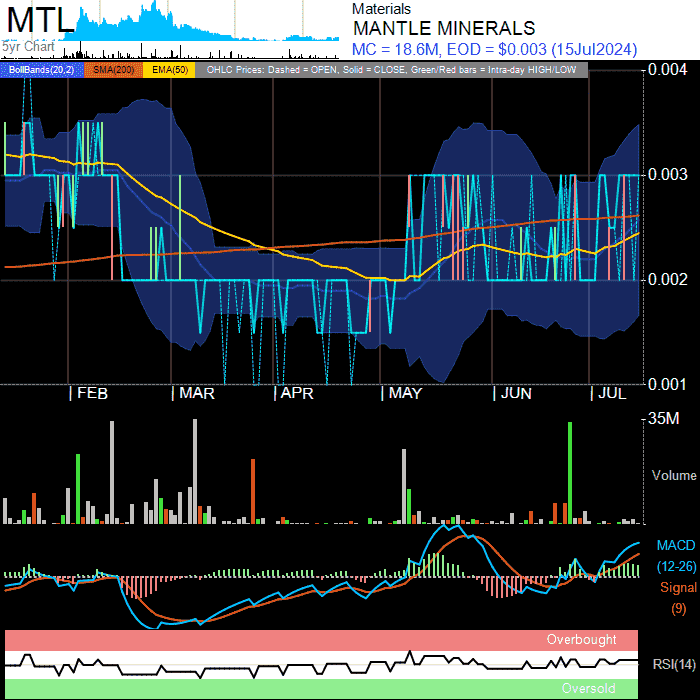 MTL
5yr Chart
Materials
MANTLE MINERALS
MC = 18.6M, EOD = $0.003 (15Jul2024)
BollBands(20,2) SMA(200) EMA(50) OHLC Prices: Dashed = OPEN, Solid = CLOSE, Green/Red bars = Intra-day HIGH/LOW
0.004
0.003
0.002
0.001
FEB MAR APR MAY JUN JUL
35M
Volume
MACD
(12-26)
Signal
(9)
Overbought
RSI(14)
Oversold